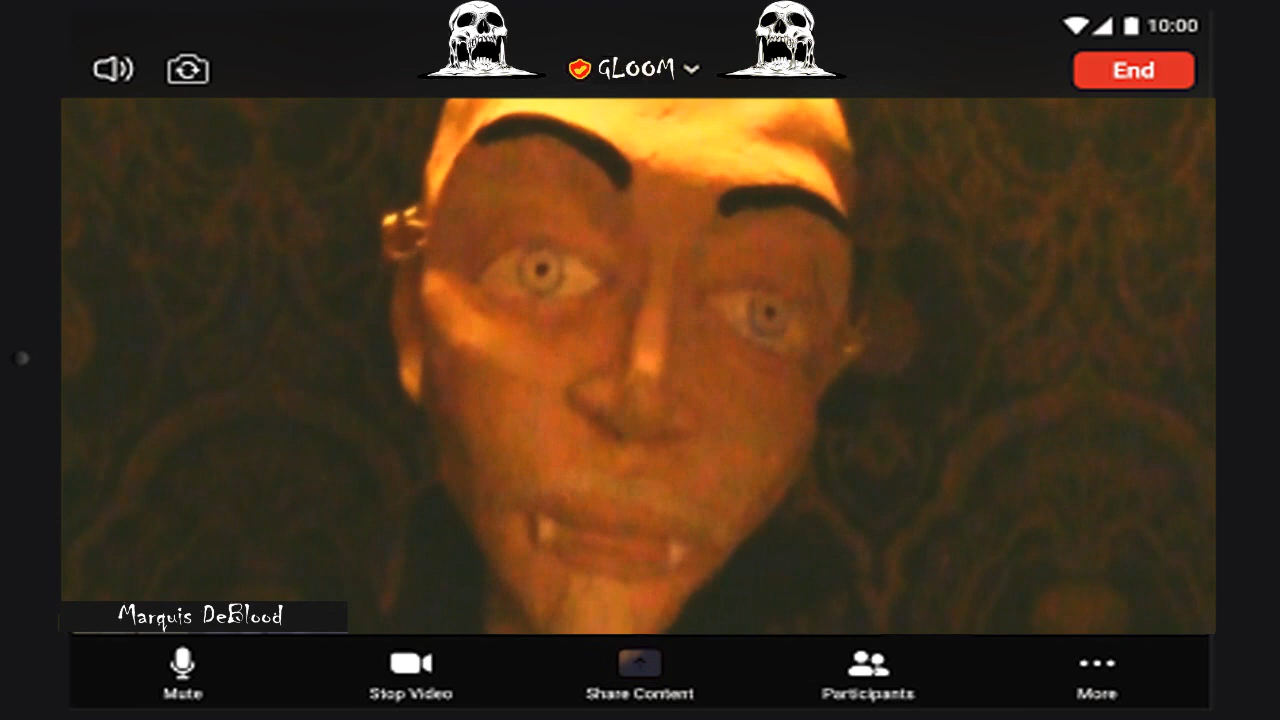 10:00
GLOOM
End
Marquis DeBlood
Mute
Stop Video
Share Content
Participants
More